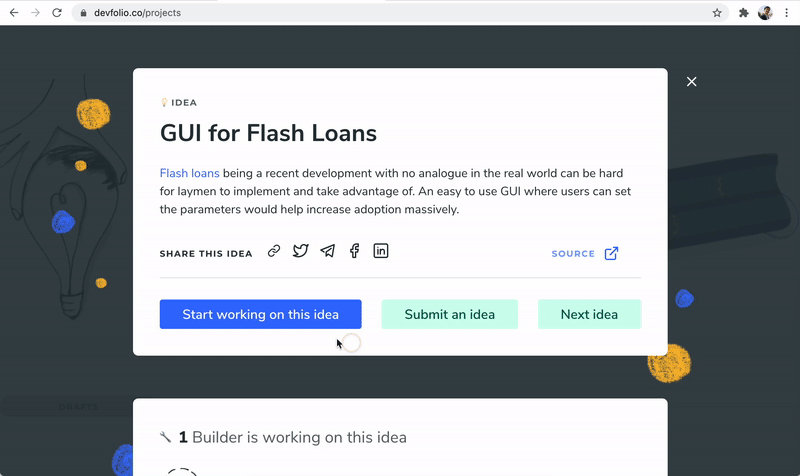 devfolio.co/projects
IDEA
GUI for Flash Loans
Flash loans being a recent development with no analogue in the real world can be hard
for laymen to implement and take advantage of. An easy to use GUI where users can set
the parameters would help increase adoption massively.
SHARE THIS IDEA
SOURCE
Start working on this idea
Submit an idea
Next idea
DRAFTS
1 Builder is working on this idea